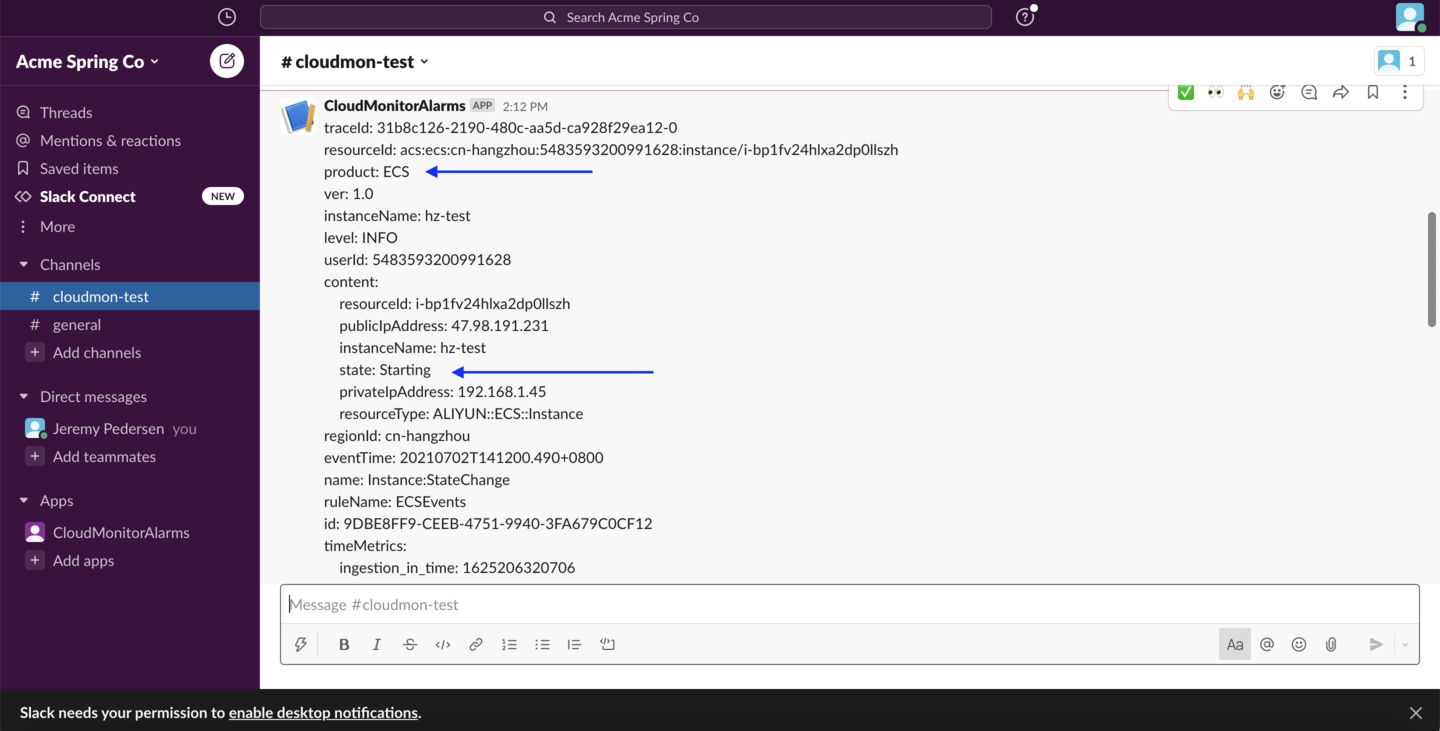 Search Acme Spring Co
Acme Spring Co
Threads
Mentions & reactions
Saved items
Slack Connect NEW
More
Channels
# cloudmon-test
# general
+ Add channels
Direct messages
Jeremy Pedersen you
+ Add teammates
Apps
CloudMonitorAlarms
+ Add apps
# cloudmon-test
1
CloudMonitorAlarms APP 2:12 PM
traceId: 31b8c126-2190-480c-aa5d-ca928f29ea12-0
resourceId: acs:ecs:cn-hangzhou:5483593200991628:instance/i-bp1fv24hlxa2dp0llszh
product: ECS
ver: 1.0
instanceName: hz-test
level: INFO
userId: 5483593200991628
content:
resourceId: i-bp1fv24hlxa2dp0llszh
publicIpAddress: 47.98.191.231
instanceName: hz-test
state: Starting
privateIpAddress: 192.168.1.45
resourceType: ALIYUN::ECS::Instance
regionId: cn-hangzhou
eventTime: 20210702T141200.490+0800
name: Instance:StateChange
ruleName: ECSEvents
id: 9DBE8FF9-CEEB-4751-9940-3FA679C0CF12
timeMetrics:
ingestion_in_time: 1625206320706
Message #cloudmon-test
B I S </> Aa @
Slack needs your permission to enable desktop notifications.